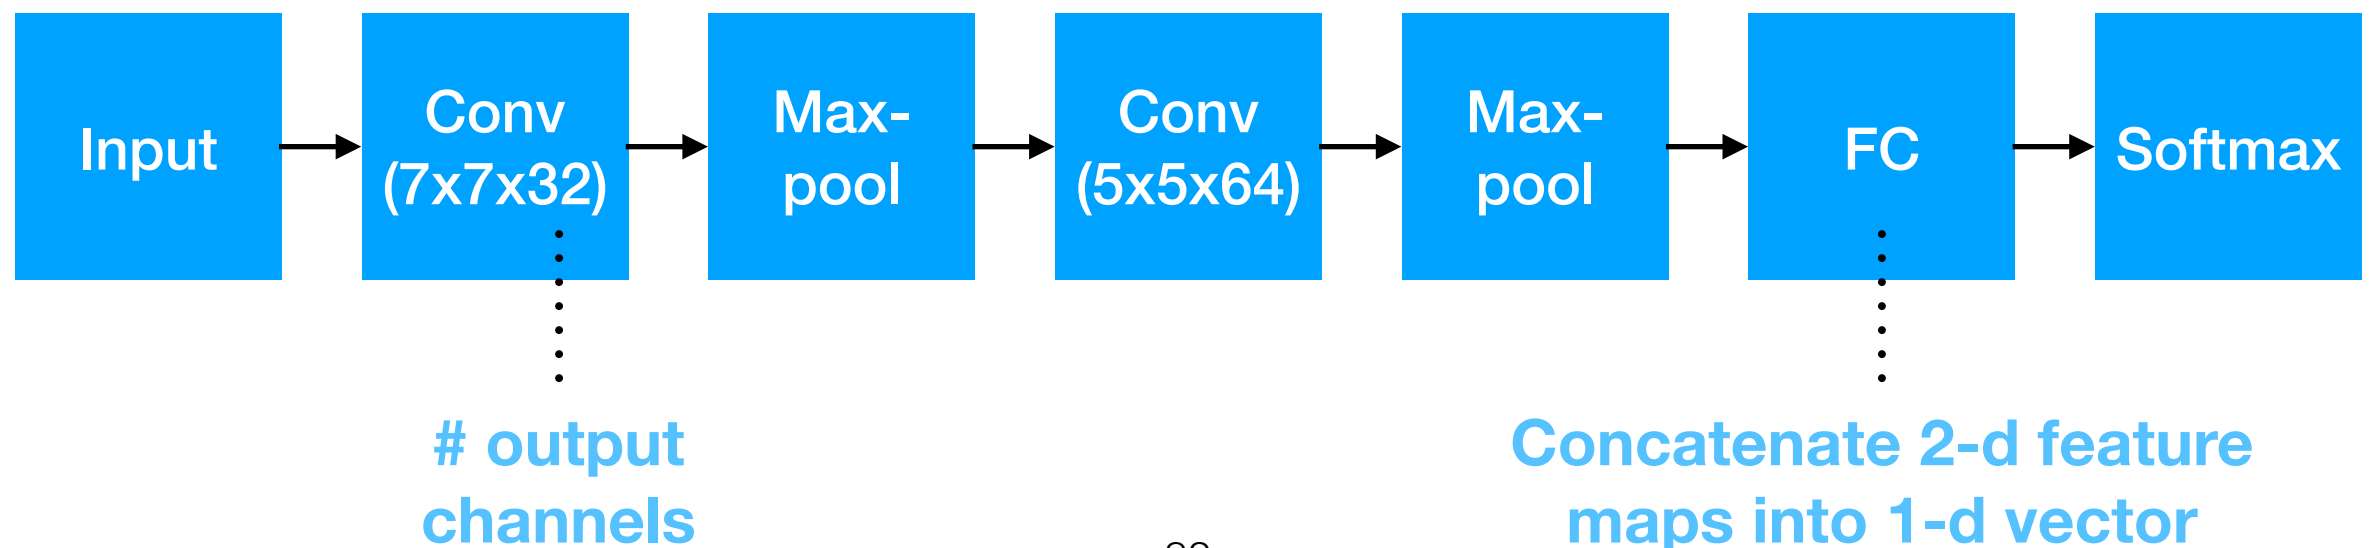 Input
Conv
(7x7x32)
Max-
pool
Conv
(5x5x64)
Max-
pool
FC
Softmax
# output
channels
Concatenate 2-d feature
maps into 1-d vector